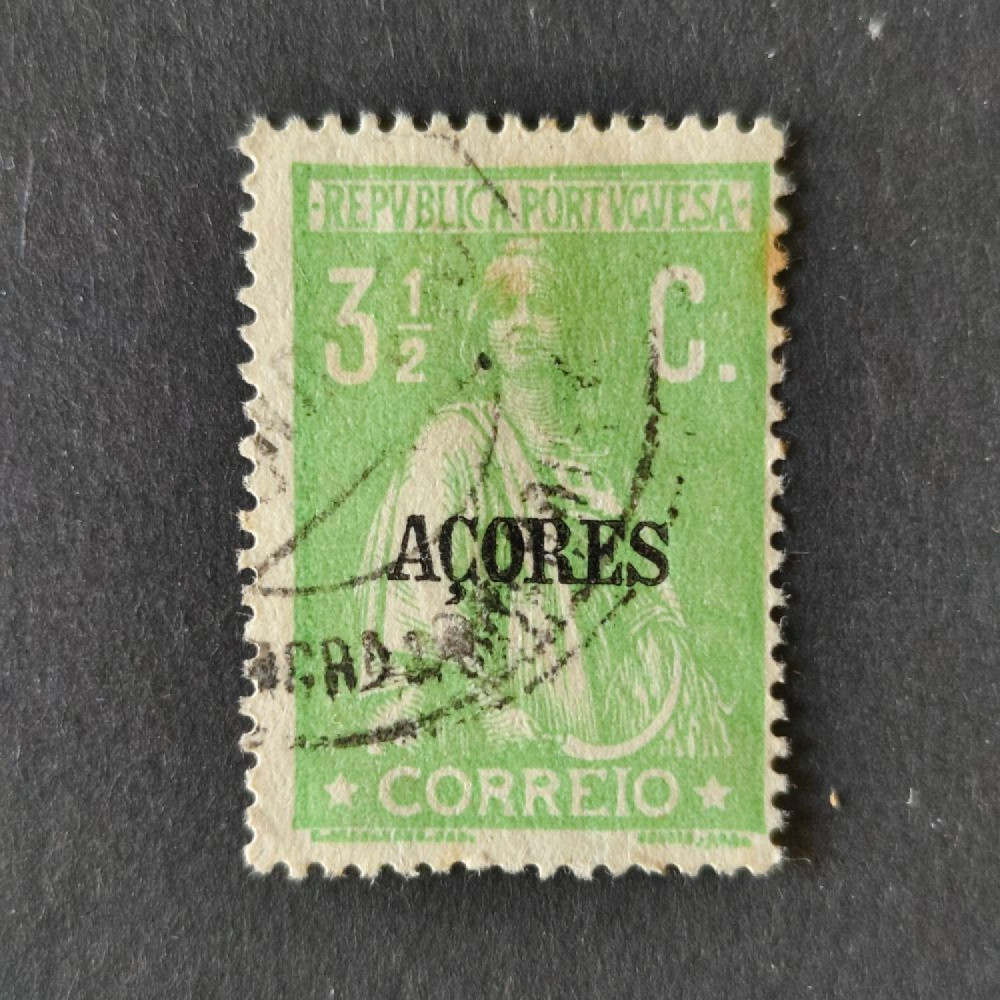 ·REPVBLICA PORTVGVESA·
3 1/2 C.
AÇORES
CORREIO